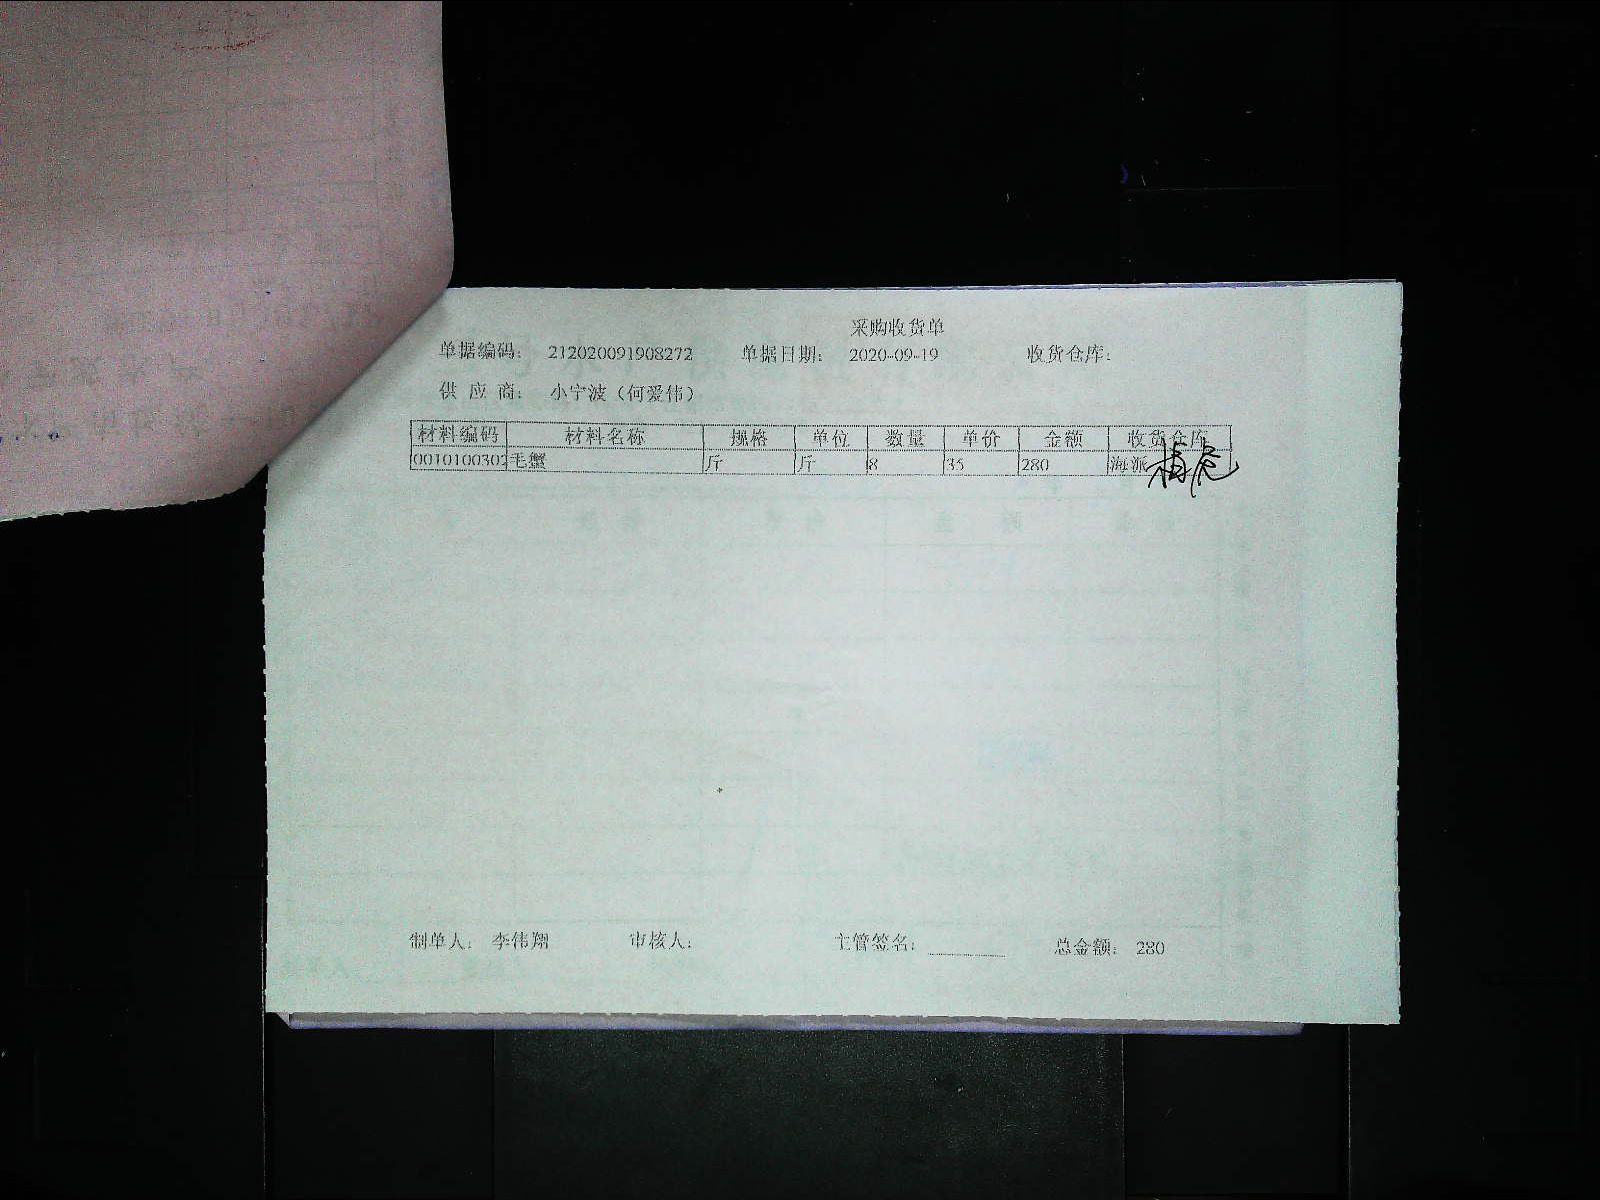 采购收货单
单据编码： 212020091908272 单据日期： 2020-09-19 收货仓库：
供 应 商： 小宁波（何爱伟）
材料编码 材料名称 规格 单位 数量 单价 金额 收货仓库
0010100302 毛蟹 斤 斤 8 35 280 海派
制单人： 李伟翔 审核人： 主管签名： 总金额： 280